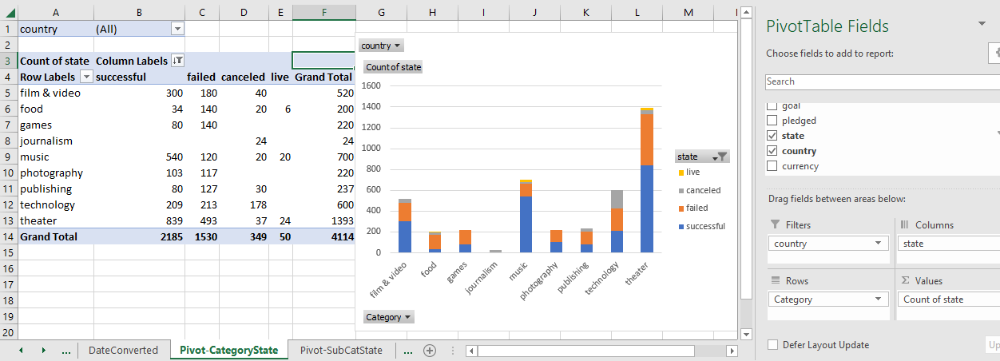 A B C D E F G H I J K L M
1 country (All)
2
3 Count of state Column Labels
4 Row Labels successful failed canceled live Grand Total
5 film & video 300 180 40 520
6 food 34 140 20 6 200
7 games 80 140 220
8 journalism 24 24
9 music 540 120 20 20 700
10 photography 103 117 220
11 publishing 80 127 30 237
12 technology 209 213 178 600
13 theater 839 493 37 24 1393
14 Grand Total 2185 1530 349 50 4114
15
16
17
18
19
20
country
Count of state
1600
1400
1200
1000
800
600
400
200
0
film & video food games journalism music photography publishing technology theater
state
live
canceled
failed
successful
Category
... DateConverted Pivot-CategoryState Pivot-SubCatState ...
PivotTable Fields
Choose fields to add to report:
Search
goal
pledged
state
country
currency
Drag fields between areas below:
Filters Columns
country state
Rows Σ Values
Category Count of state
Defer Layout Update Up